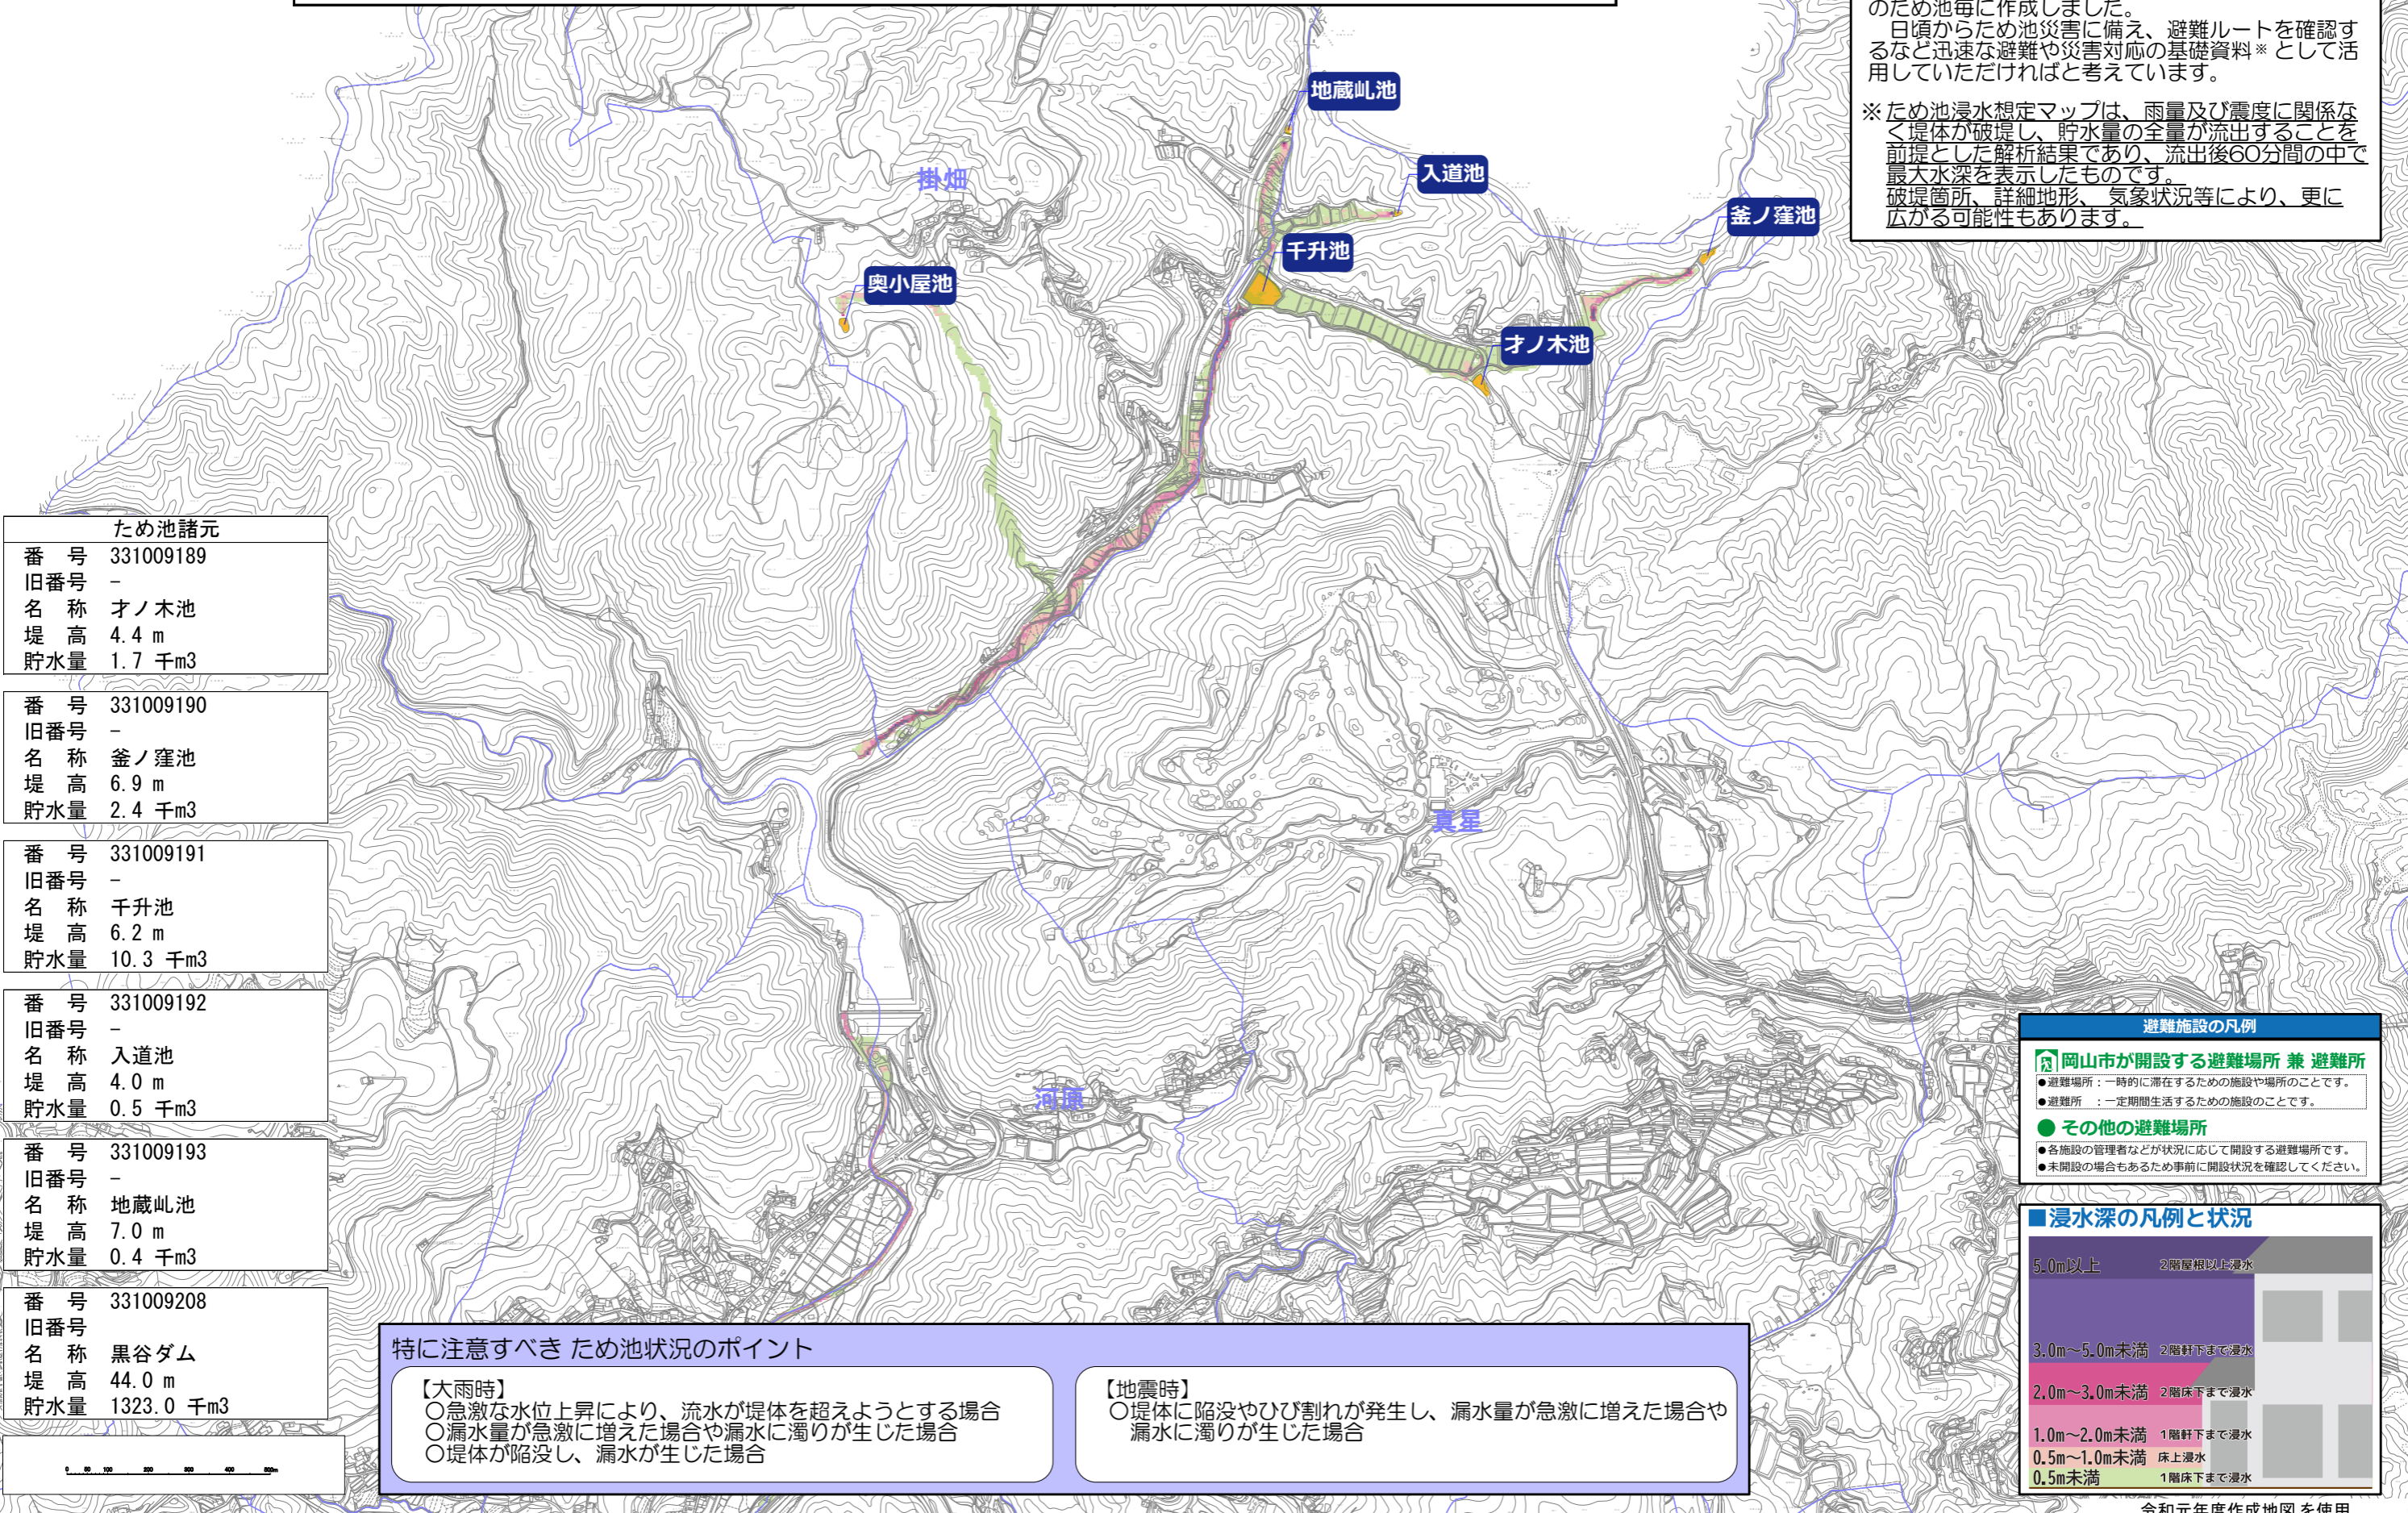 のため池毎に作成しました。
日頃からため池災害に備え、避難ルートを確認す
るなど迅速な避難や災害対応の基礎資料※として活
用していただければと考えています。
※ため池浸水想定マップは、雨量及び震度に関係な
く堤体が破堤し、貯水量の全量が流出することを
前提とした解析結果であり、流出後60分間の中で
最大水深を表示したものです。
破堤箇所、詳細地形、気象状況等により、更に
広がる可能性もあります。
地蔵乢池
掛畑
入道池
釜ノ窪池
千升池
奥小屋池
才ノ木池
ため池諸元
番 号 331009189
旧番号 -
名 称 才ノ木池
堤 高 4.4 m
貯水量 1.7 千m3
番 号 331009190
旧番号 -
名 称 釜ノ窪池
堤 高 6.9 m
貯水量 2.4 千m3
番 号 331009191
旧番号 -
名 称 千升池
堤 高 6.2 m
貯水量 10.3 千m3
番 号 331009192
旧番号 -
名 称 入道池
堤 高 4.0 m
貯水量 0.5 千m3
番 号 331009193
旧番号 -
名 称 地蔵乢池
堤 高 7.0 m
貯水量 0.4 千m3
番 号 331009208
旧番号
名 称 黒谷ダム
堤 高 44.0 m
貯水量 1323.0 千m3
0 50 100 200 300 400 500m
真星
河原
特に注意すべき ため池状況のポイント
【大雨時】
○急激な水位上昇により、流水が堤体を超えようとする場合
○漏水量が急激に増えた場合や漏水に濁りが生じた場合
○堤体が陥没し、漏水が生じた場合
【地震時】
○堤体に陥没やひび割れが発生し、漏水量が急激に増えた場合や
漏水に濁りが生じた場合
避難施設の凡例
岡山市が開設する避難場所 兼 避難所
●避難場所：一時的に滞在するための施設や場所のことです。
●避難所 ：一定期間生活するための施設のことです。
● その他の避難場所
●各施設の管理者などが状況に応じて開設する避難場所です。
●未開設の場合もあるため事前に開設状況を確認してください。
■浸水深の凡例と状況
5.0m以上 2階屋根以上浸水
3.0m～5.0m未満 2階軒下まで浸水
2.0m～3.0m未満 2階床下まで浸水
1.0m～2.0m未満 1階軒下まで浸水
0.5m～1.0m未満 床上浸水
0.5m未満 1階床下まで浸水
令和元年度作成地図を使用